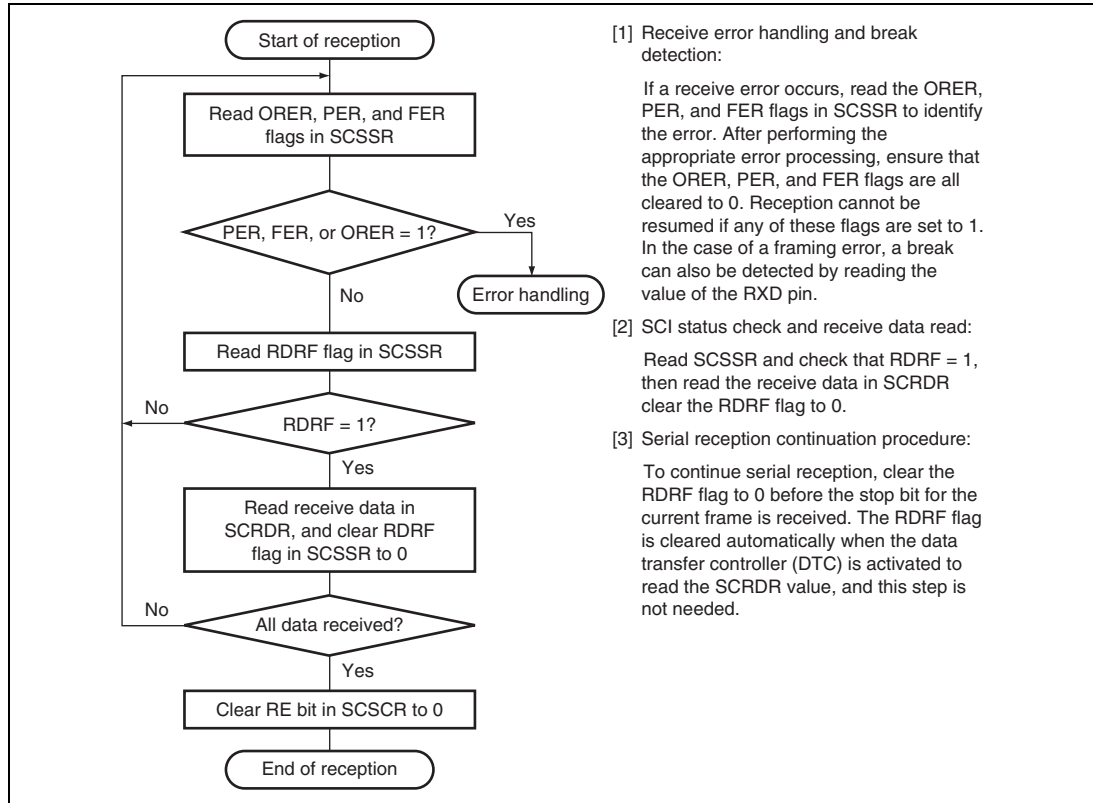 Start of reception
Read ORER, PER, and FER
flags in SCSSR
PER, FER, or ORER = 1?
Yes
No
Error handling
Read RDRF flag in SCSSR
No
RDRF = 1?
Yes
Read receive data in
SCRDR, and clear RDRF
flag in SCSSR to 0
No
All data received?
Yes
Clear RE bit in SCSCR to 0
End of reception
[1] Receive error handling and break
detection:
If a receive error occurs, read the ORER,
PER, and FER flags in SCSSR to identify
the error. After performing the
appropriate error processing, ensure that
the ORER, PER, and FER flags are all
cleared to 0. Reception cannot be
resumed if any of these flags are set to 1.
In the case of a framing error, a break
can also be detected by reading the
value of the RXD pin.
[2] SCI status check and receive data read:
Read SCSSR and check that RDRF = 1,
then read the receive data in SCRDR
clear the RDRF flag to 0.
[3] Serial reception continuation procedure:
To continue serial reception, clear the
RDRF flag to 0 before the stop bit for the
current frame is received. The RDRF flag
is cleared automatically when the data
transfer controller (DTC) is activated to
read the SCRDR value, and this step is
not needed.